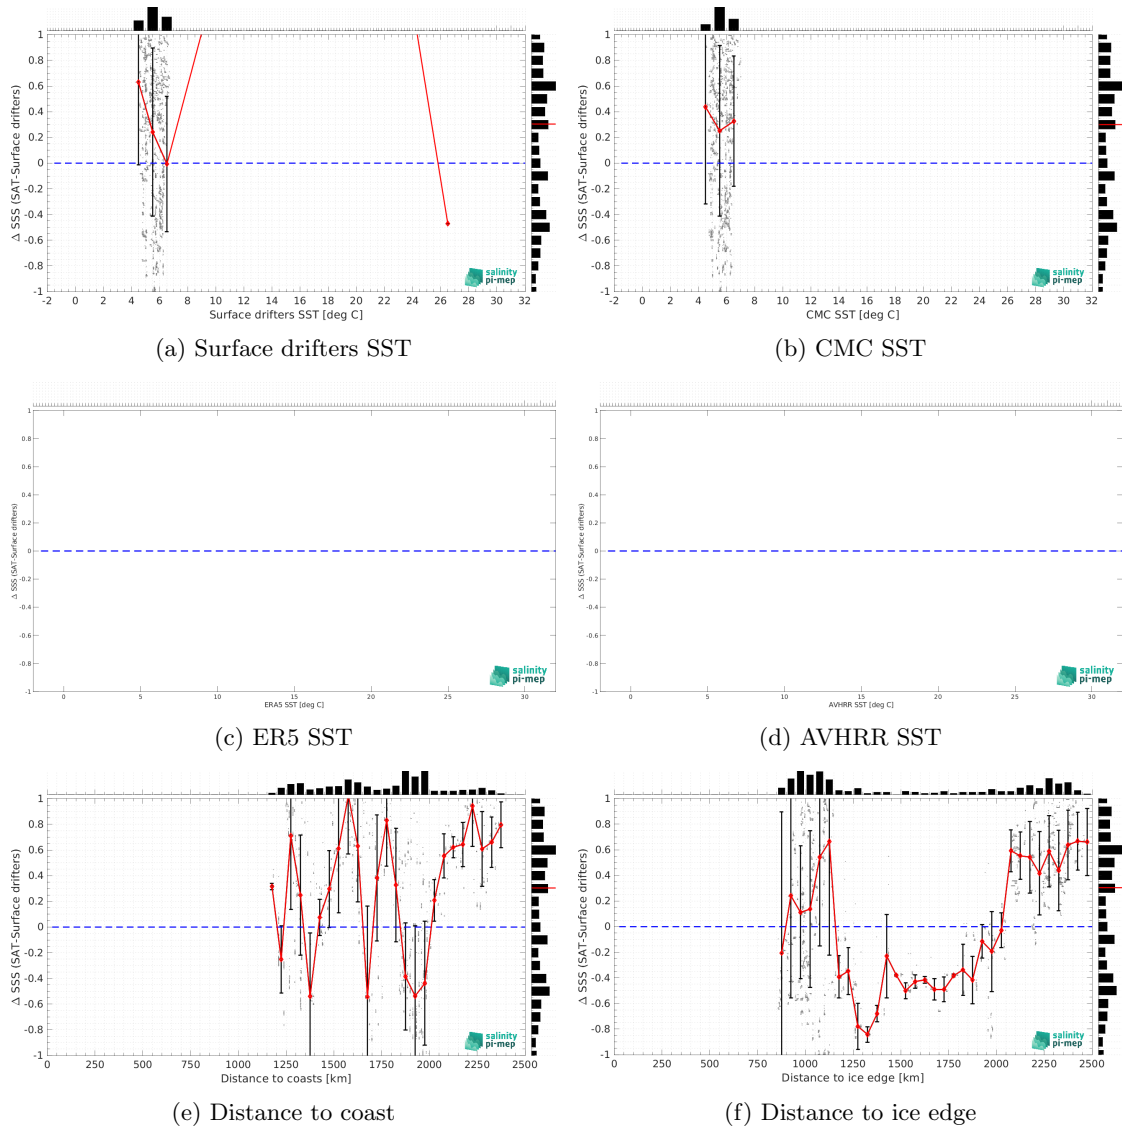 1
0.8
0.6
0.4
0.2
0
-0.2
-0.4
-0.6
-0.8
-1
Δ SSS (SAT-Surface drifters)
-2 0 2 4 6 8 10 12 14 16 18 20 22 24 26 28 30 32
Surface drifters SST [deg C]
salinity
pi-mep
(a) Surface drifters SST
1
0.8
0.6
0.4
0.2
0
-0.2
-0.4
-0.6
-0.8
-1
Δ SSS (SAT-Surface drifters)
-2 0 2 4 6 8 10 12 14 16 18 20 22 24 26 28 30 32
CMC SST [deg C]
salinity
pi-mep
(b) CMC SST
1
0.8
0.6
0.4
0.2
0
-0.2
-0.4
-0.6
-0.8
-1
Δ SSS (SAT-Surface drifters)
0 5 10 15 20 25 30
ERA5 SST [deg C]
salinity
pi-mep
(c) ER5 SST
1
0.8
0.6
0.4
0.2
0
-0.2
-0.4
-0.6
-0.8
-1
Δ SSS (SAT-Surface drifters)
0 5 10 15 20 25 30
AVHRR SST [deg C]
salinity
pi-mep
(d) AVHRR SST
1
0.8
0.6
0.4
0.2
0
-0.2
-0.4
-0.6
-0.8
-1
Δ SSS (SAT-Surface drifters)
0 250 500 750 1000 1250 1500 1750 2000 2250 2500
Distance to coasts [km]
salinity
pi-mep
(e) Distance to coast
1
0.8
0.6
0.4
0.2
0
-0.2
-0.4
-0.6
-0.8
-1
Δ SSS (SAT-Surface drifters)
0 250 500 750 1000 1250 1500 1750 2000 2250 2500
Distance to ice edge [km]
salinity
pi-mep
(f) Distance to ice edge